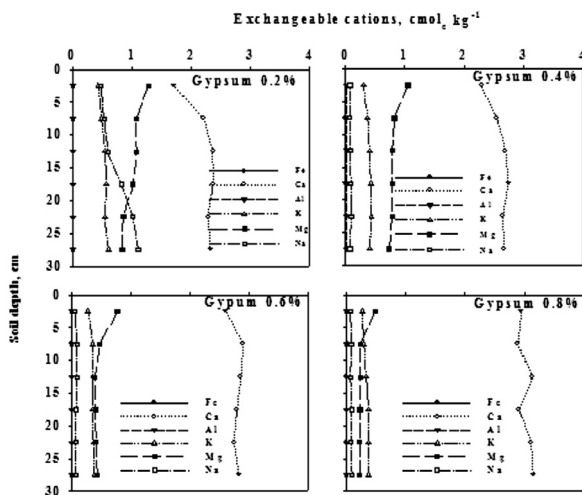 Exchangeable cations, cmolc kg-1
0 1 2 3 4
0 1 2 3 4
Soil depth, cm
0
5
10
15
20
25
30
Gypsum 0.2%
Fe
Ca
Al
K
Mg
Na
Gypsum 0.4%
Fe
Ca
Al
K
Mg
Na
0
5
10
15
20
25
30
Gypum 0.6%
Fe
Ca
Al
K
Mg
Na
Gypsum 0.8%
Fe
Ca
Al
K
Mg
Na